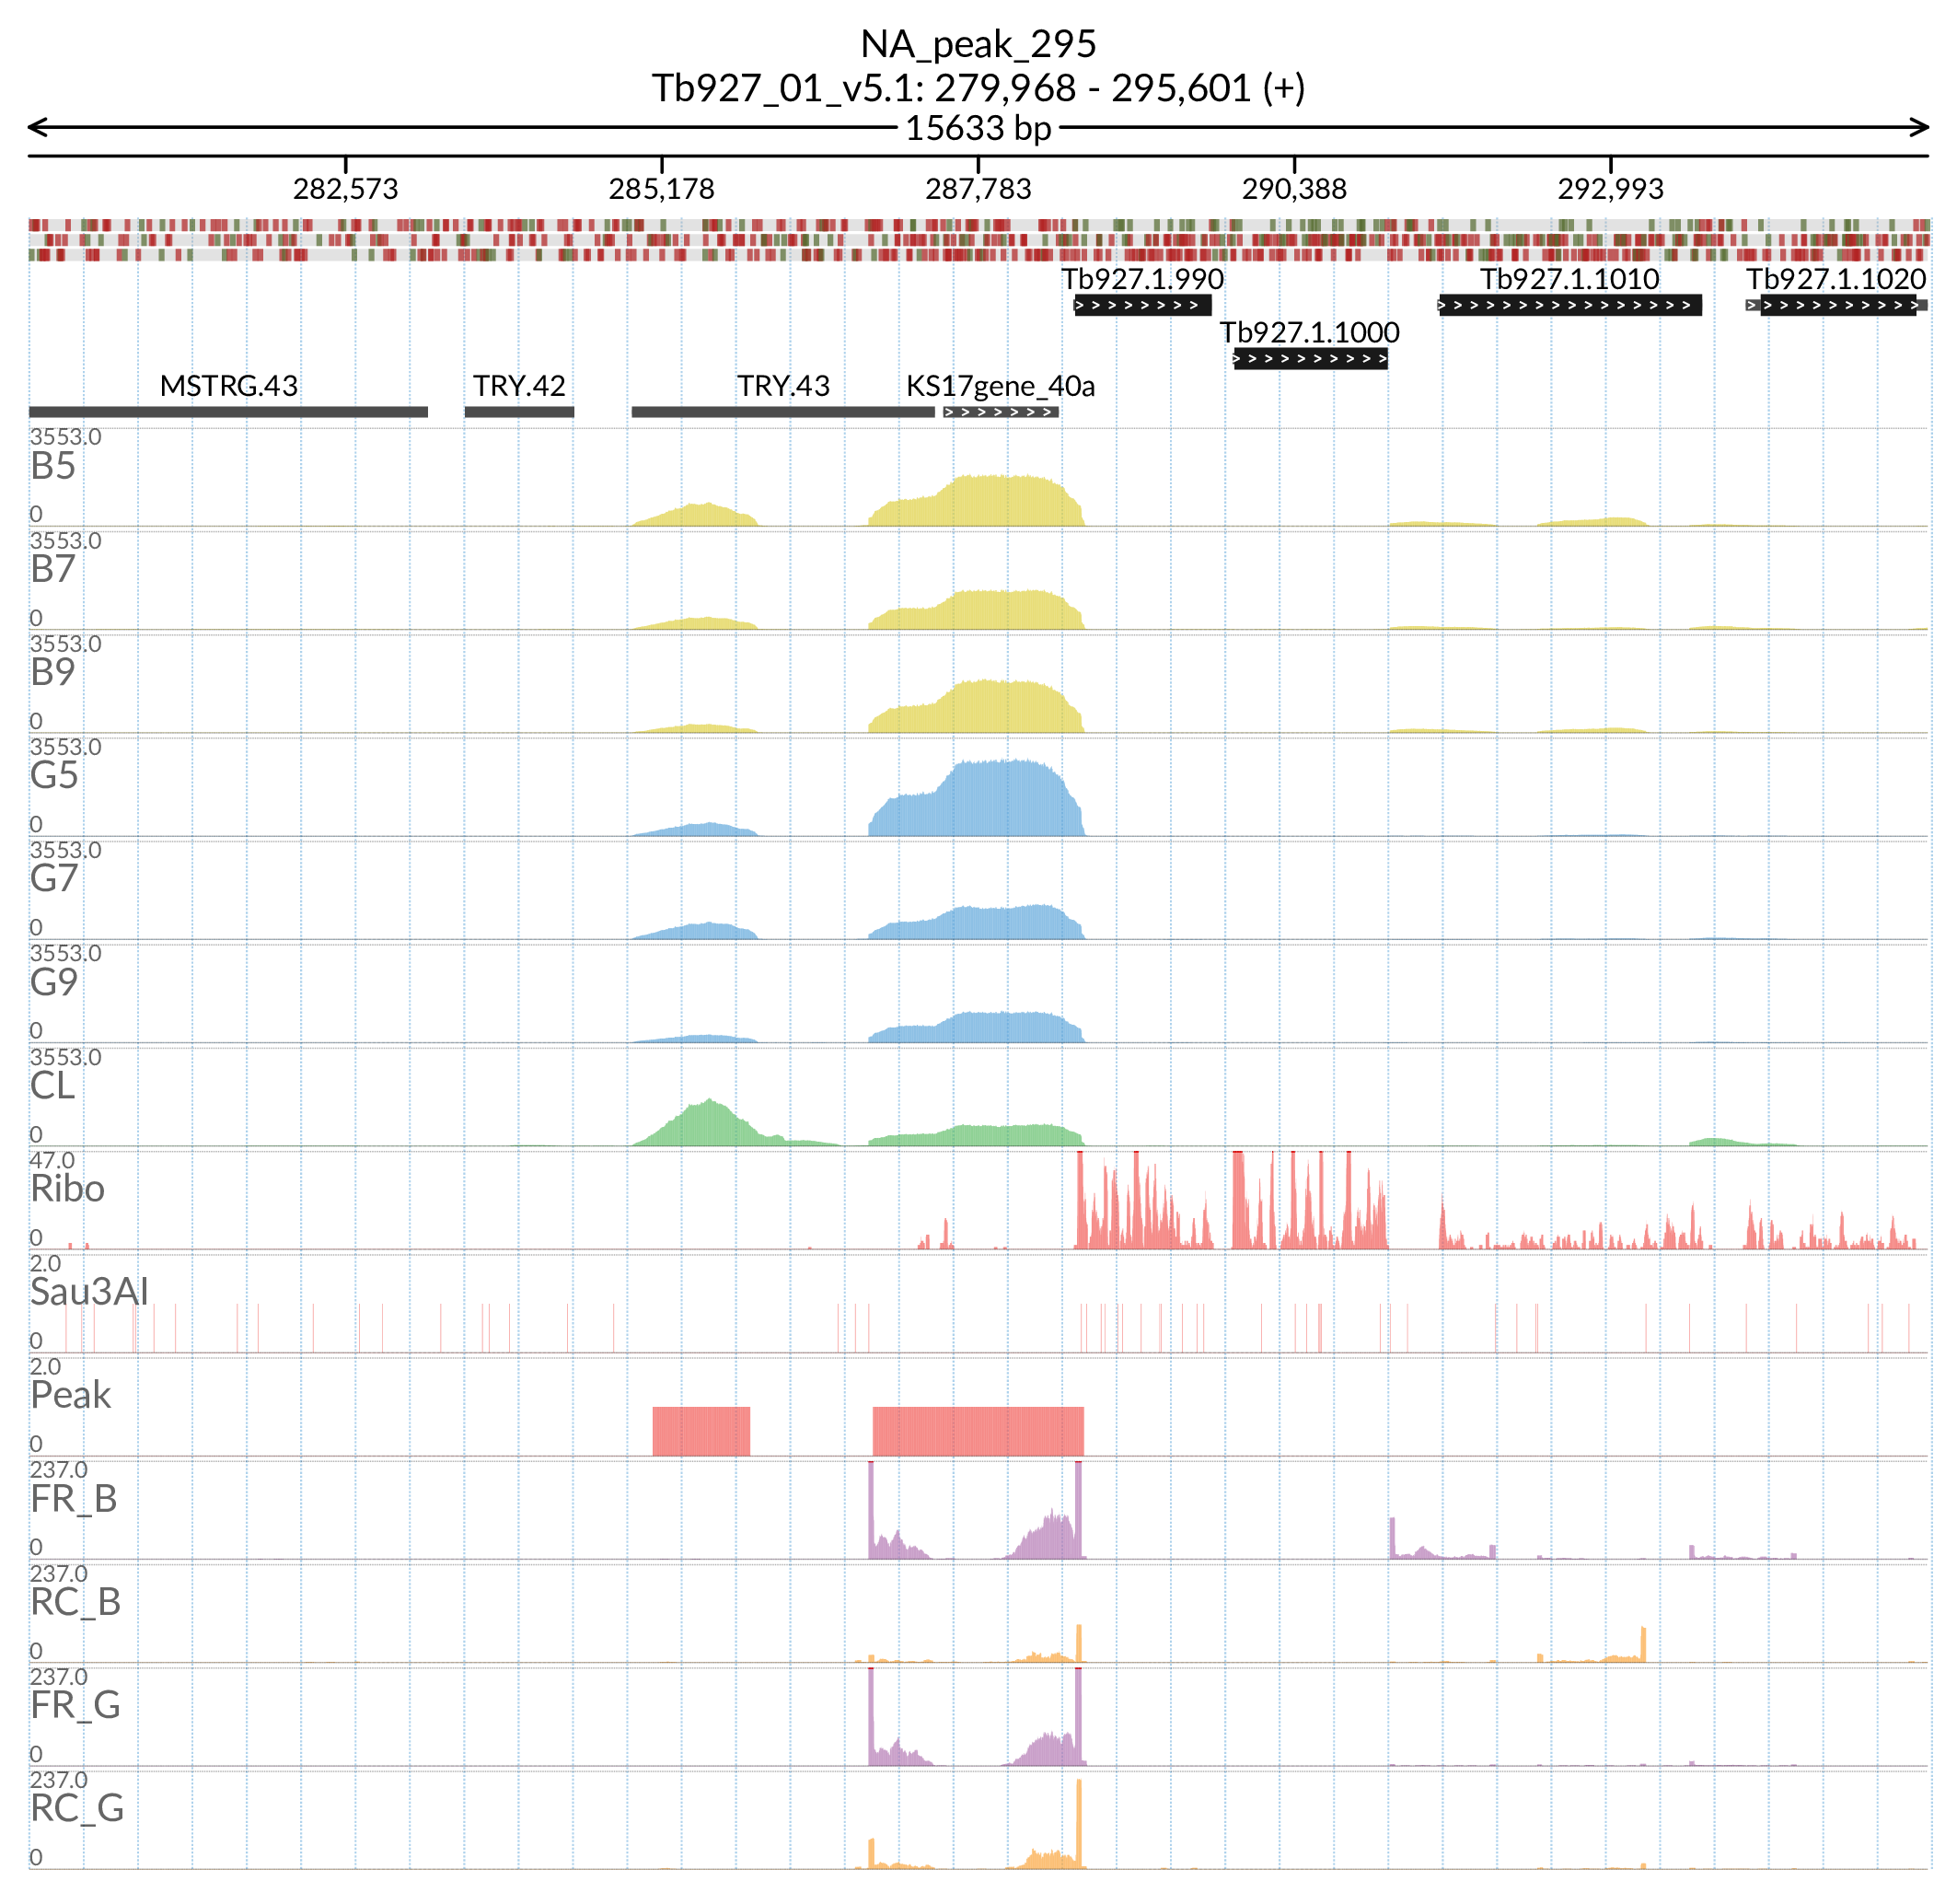 NA_peak_295
Tb927_01_v5.1: 279,968 - 295,601 (+)
15633 bp
282,573 285,178 287,783 290,388 292,993
Tb927.1.990 Tb927.1.1010 Tb927.1.1020
Tb927.1.1000
MSTRG.43 TRY.42 TRY.43 KS17gene_40a
3553.0
B5
0
3553.0
B7
0
3553.0
B9
0
3553.0
G5
0
3553.0
G7
0
3553.0
G9
0
3553.0
CL
0
47.0
Ribo
0
2.0
Sau3AI
0
2.0
Peak
0
237.0
FR_B
0
237.0
RC_B
0
237.0
FR_G
0
237.0
RC_G
0